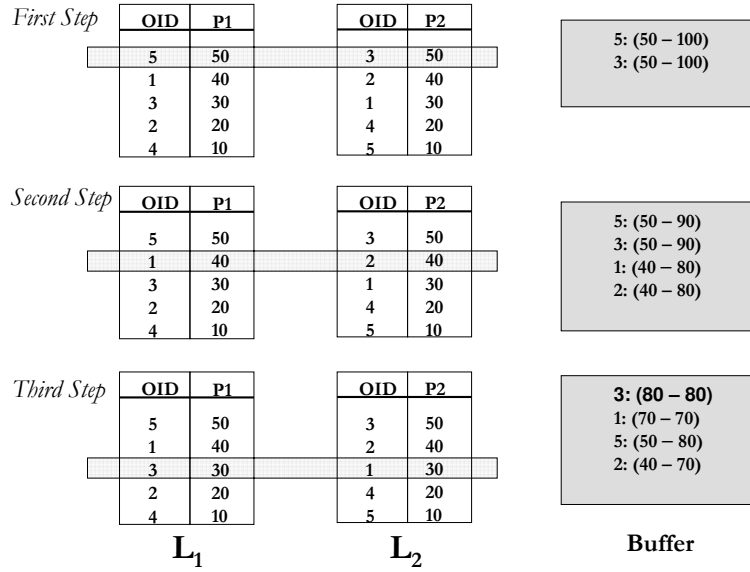 First Step
OID P1
5 50
1 40
3 30
2 20
4 10
OID P2
3 50
2 40
1 30
4 20
5 10
5: (50 – 100)
3: (50 – 100)
Second Step
OID P1
5 50
1 40
3 30
2 20
4 10
OID P2
3 50
2 40
1 30
4 20
5 10
5: (50 – 90)
3: (50 – 90)
1: (40 – 80)
2: (40 – 80)
Third Step
OID P1
5 50
1 40
3 30
2 20
4 10
OID P2
3 50
2 40
1 30
4 20
5 10
3: (80 – 80)
1: (70 – 70)
5: (50 – 80)
2: (40 – 70)
L1 L2 Buffer